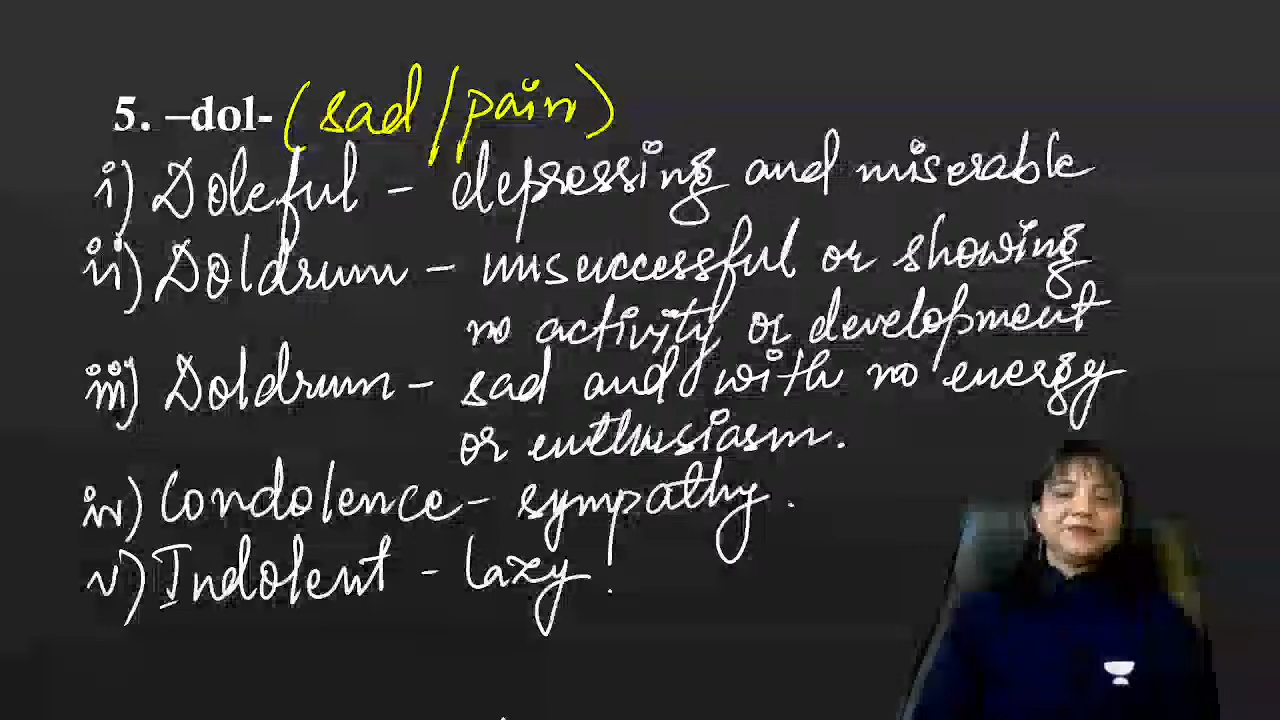 5. –dol- (sad/pain)
i) Doleful - depressing and miserable
ii) Doldrum - unsuccessful or showing
no activity or development
iii) Doldrum - sad and with no energy
or enthusiasm.
iv) Condolence - sympathy.
v) Indolent - lazy!